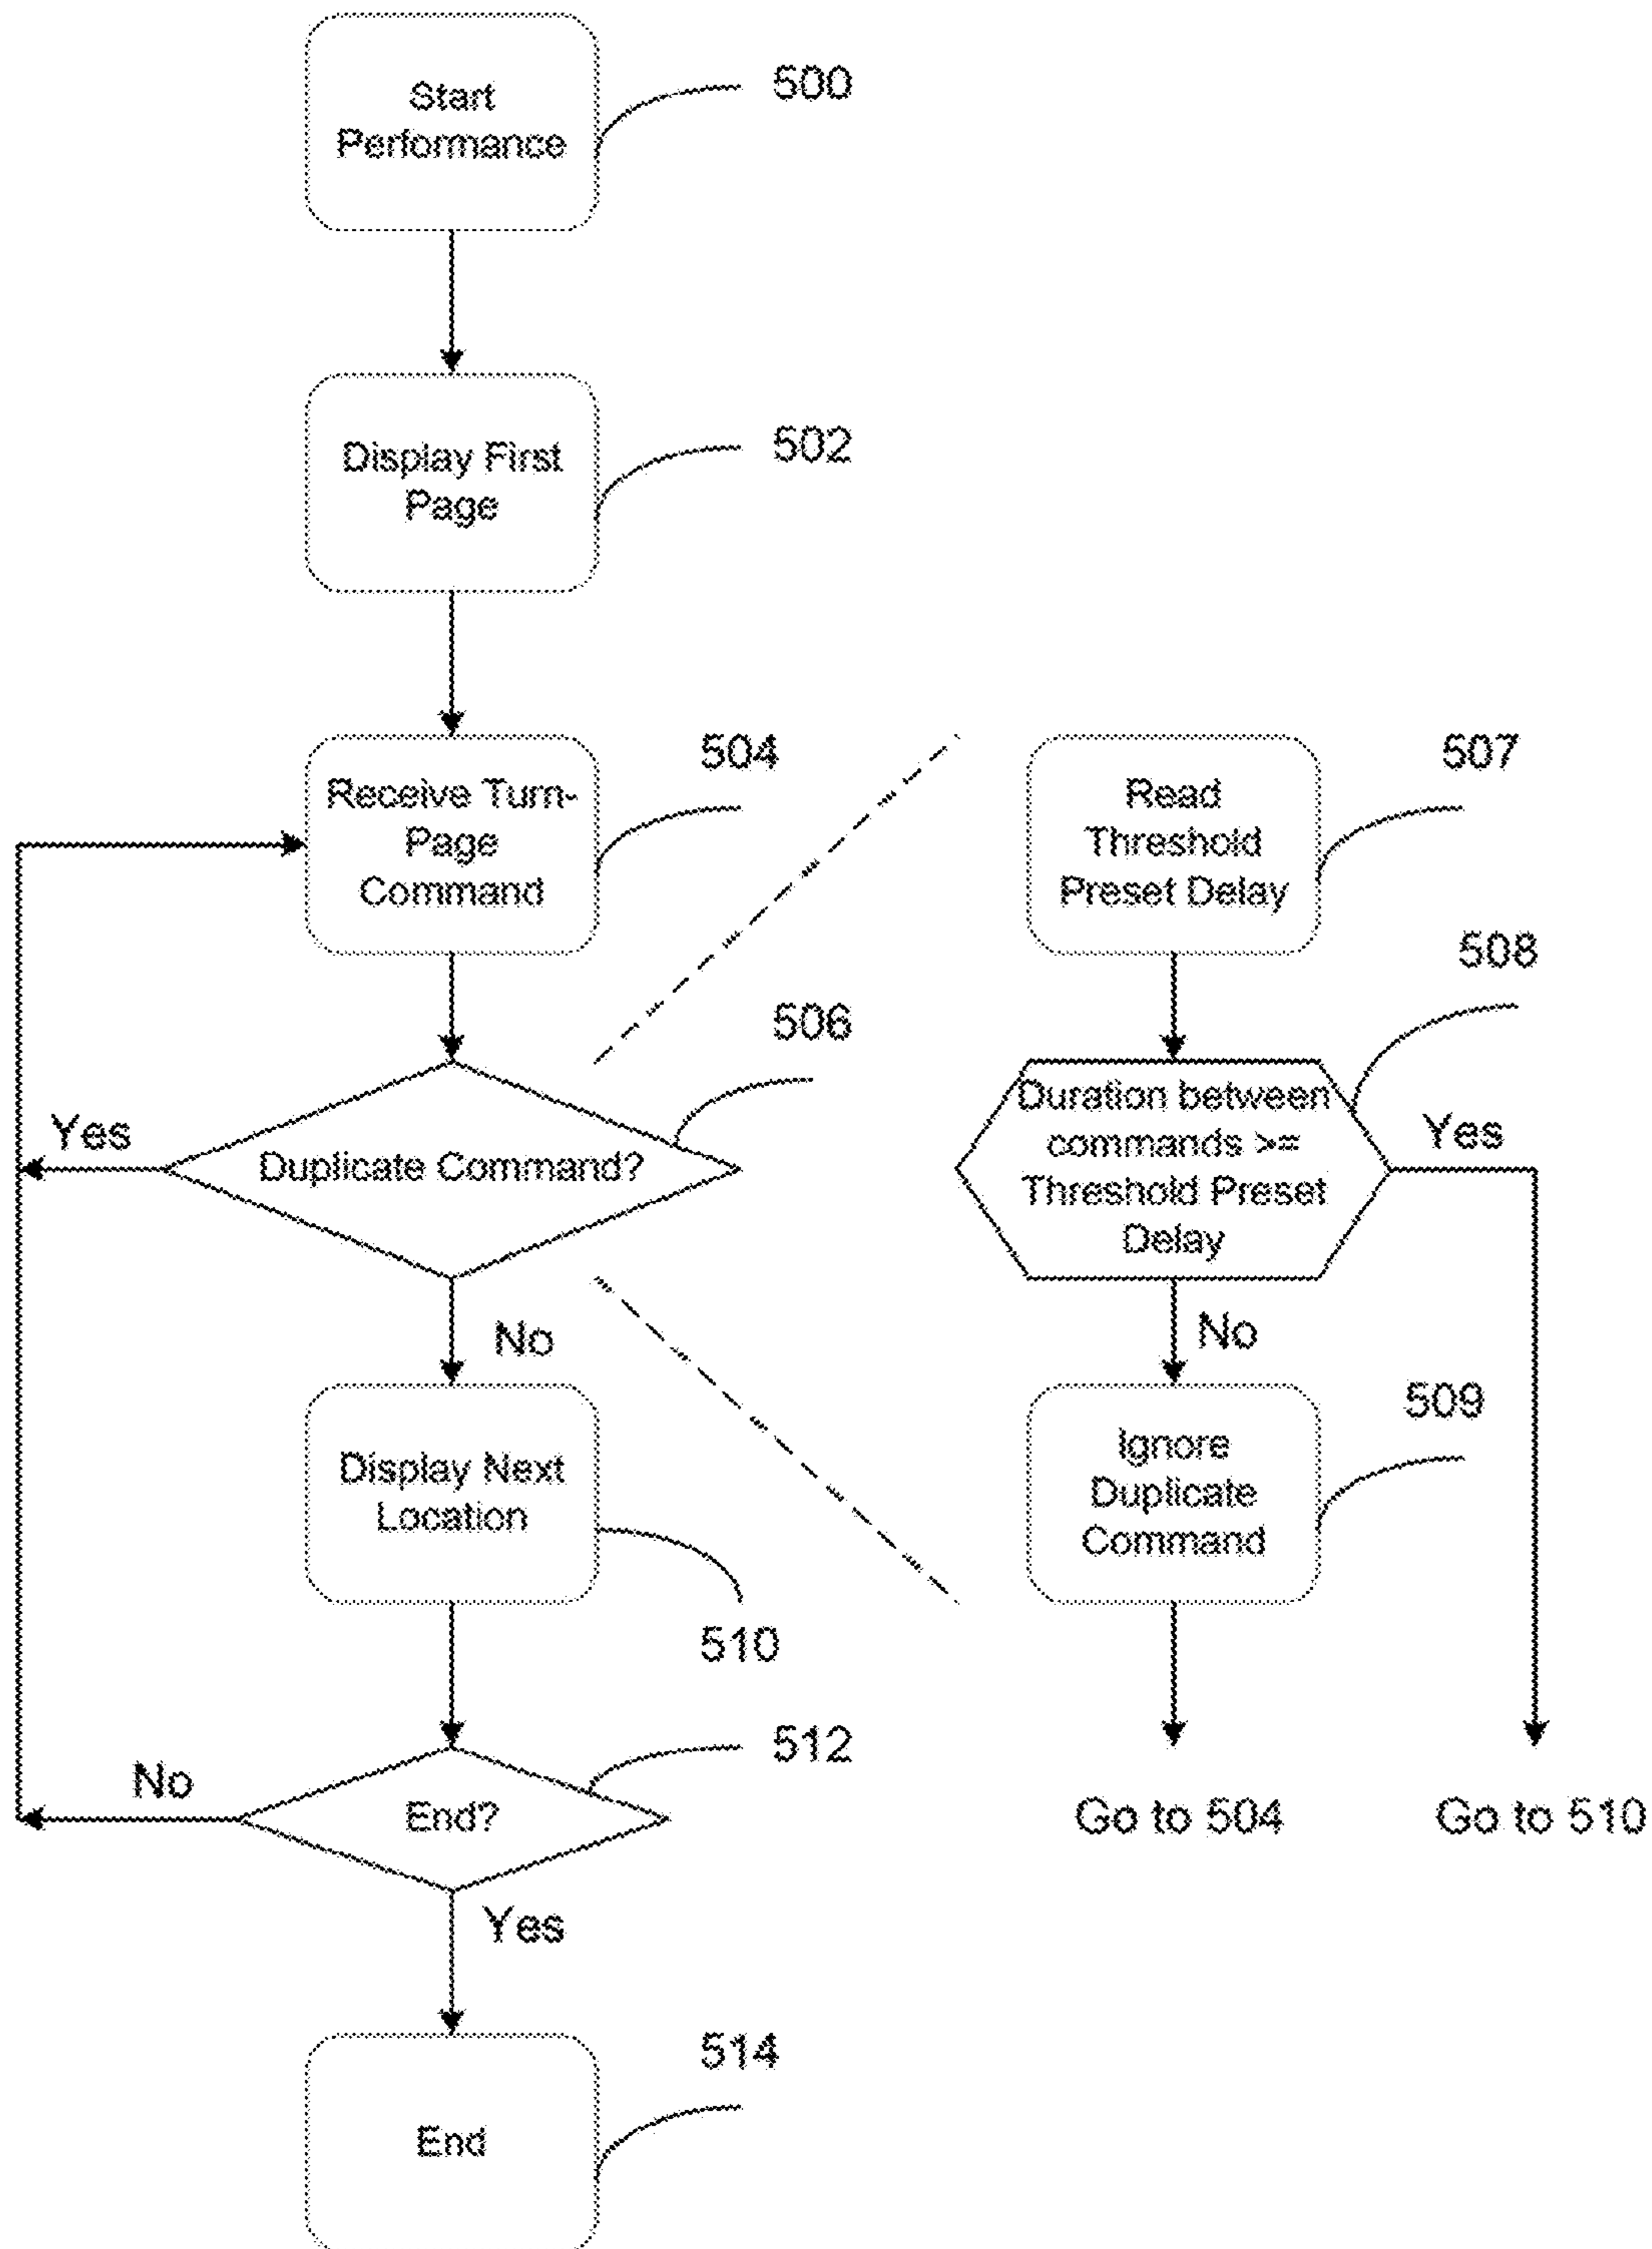 Start
Performance
500
Display First
Page
502
Receive Turn-
Page
Command
504
Duplicate Command?
506
Yes
No
Display Next
Location
510
End?
512
No
Yes
End
514
Read
Threshold
Preset Delay
507
Duration between
commands >=
Threshold Preset
Delay
508
Yes
No
Ignore
Duplicate
Command
509
Go to 504
Go to 510